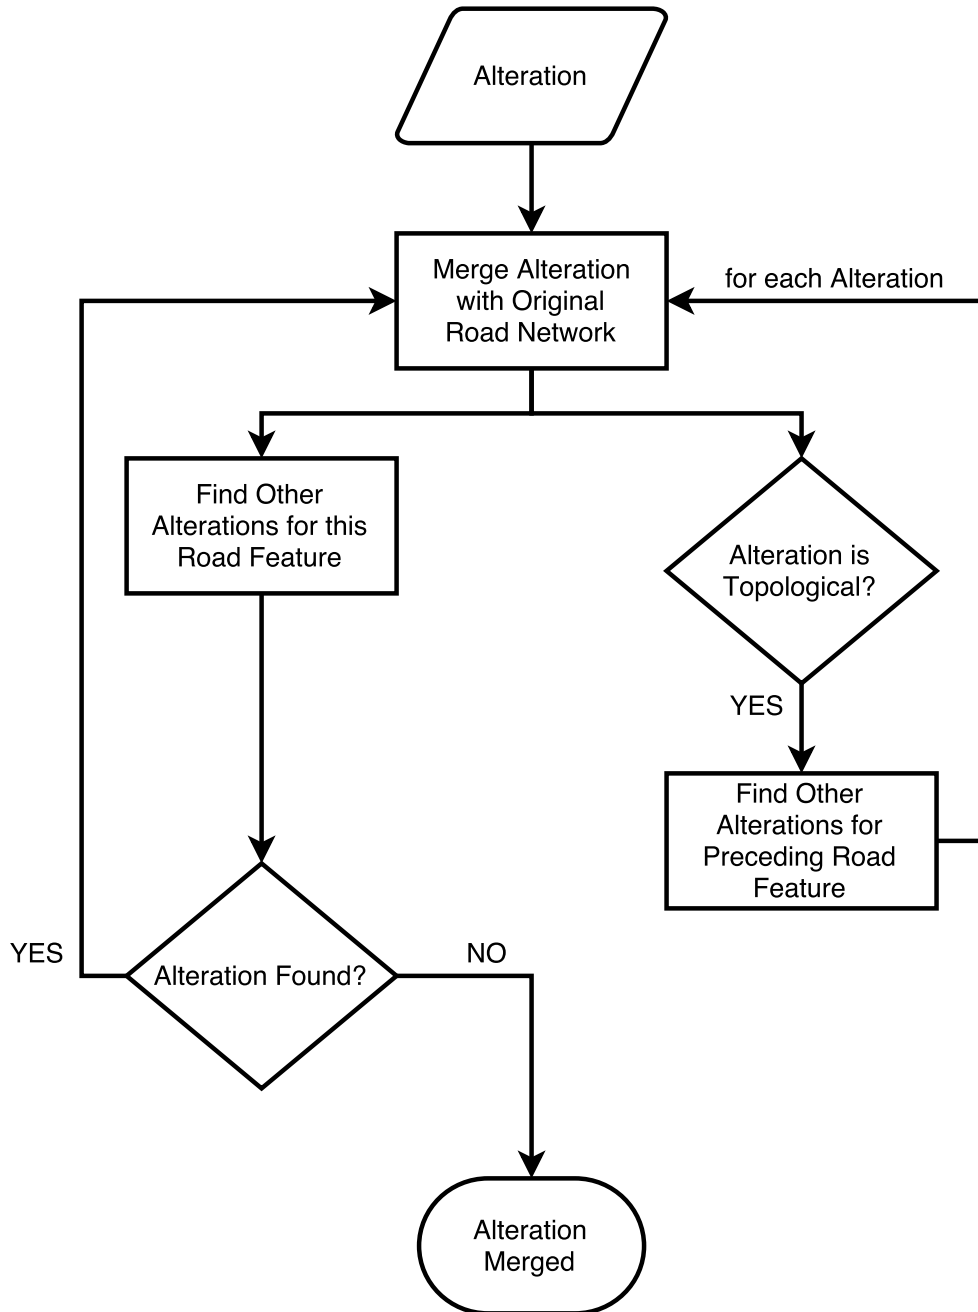 Alteration
Merge Alteration
with Original
Road Network
for each Alteration
Find Other
Alterations for this
Road Feature
Alteration is
Topological?
YES
Find Other
Alterations for
Preceding Road
Feature
YES
Alteration Found?
NO
Alteration
Merged